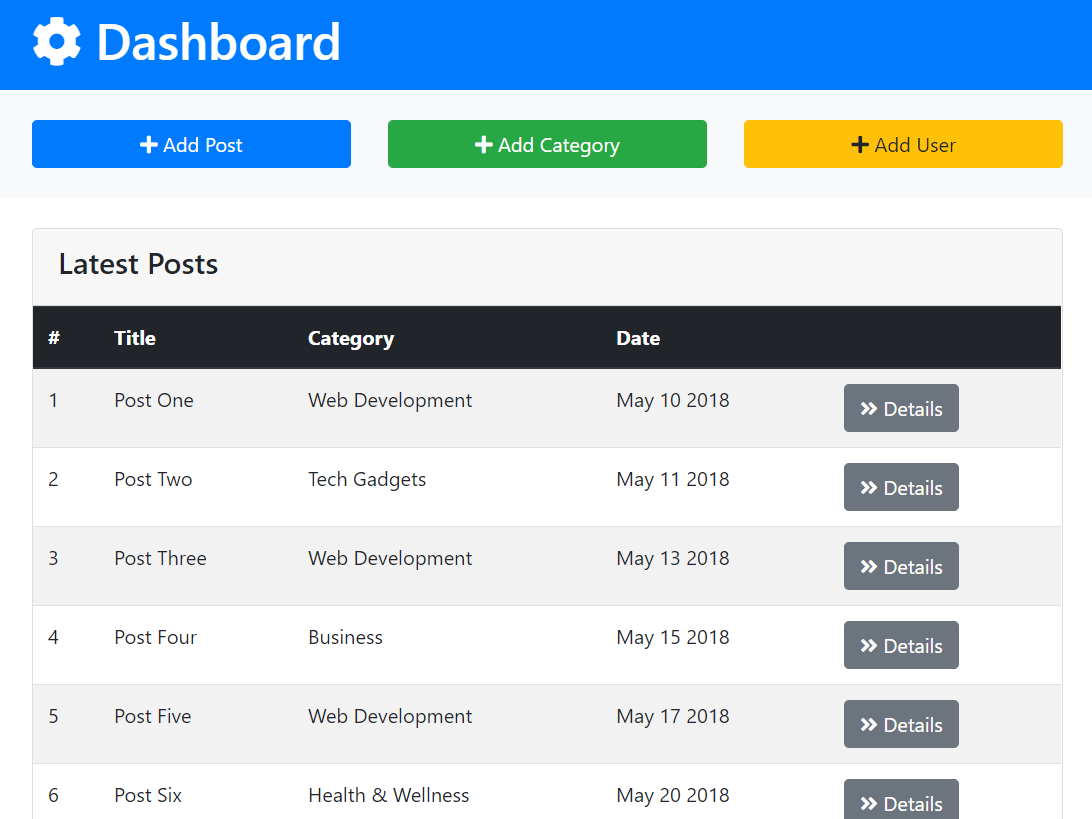 Dashboard
Add Post Add Category Add User
Latest Posts
# Title Category Date
1 Post One Web Development May 10 2018 Details
2 Post Two Tech Gadgets May 11 2018 Details
3 Post Three Web Development May 13 2018 Details
4 Post Four Business May 15 2018 Details
5 Post Five Web Development May 17 2018 Details
6 Post Six Health & Wellness May 20 2018 Details